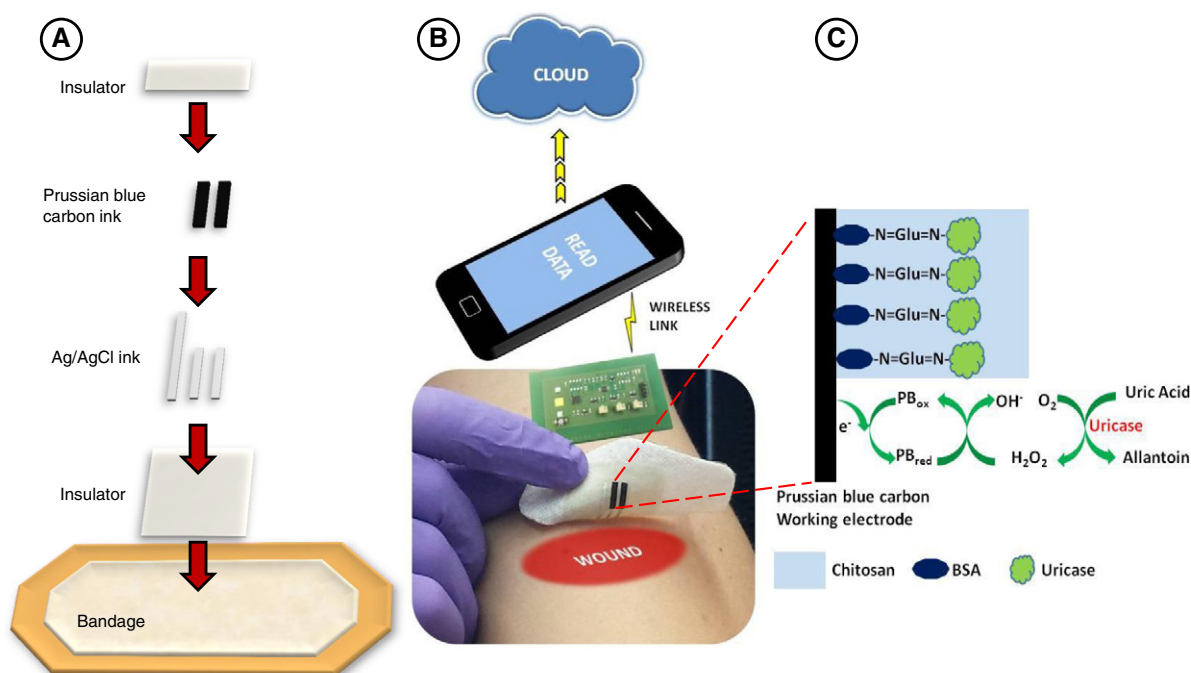 A
Insulator
Prussian blue
carbon ink
Ag/AgCl ink
Insulator
Bandage
B
CLOUD
READ
DATA
WIRELESS
LINK
WOUND
C
-N=Glu=N-
-N=Glu=N-
-N=Glu=N-
-N=Glu=N-
e-
PBox
PBred
OH-
H2O2
O2
Uric Acid
Uricase
Allantoin
Prussian blue carbon
Working electrode
Chitosan
BSA
Uricase